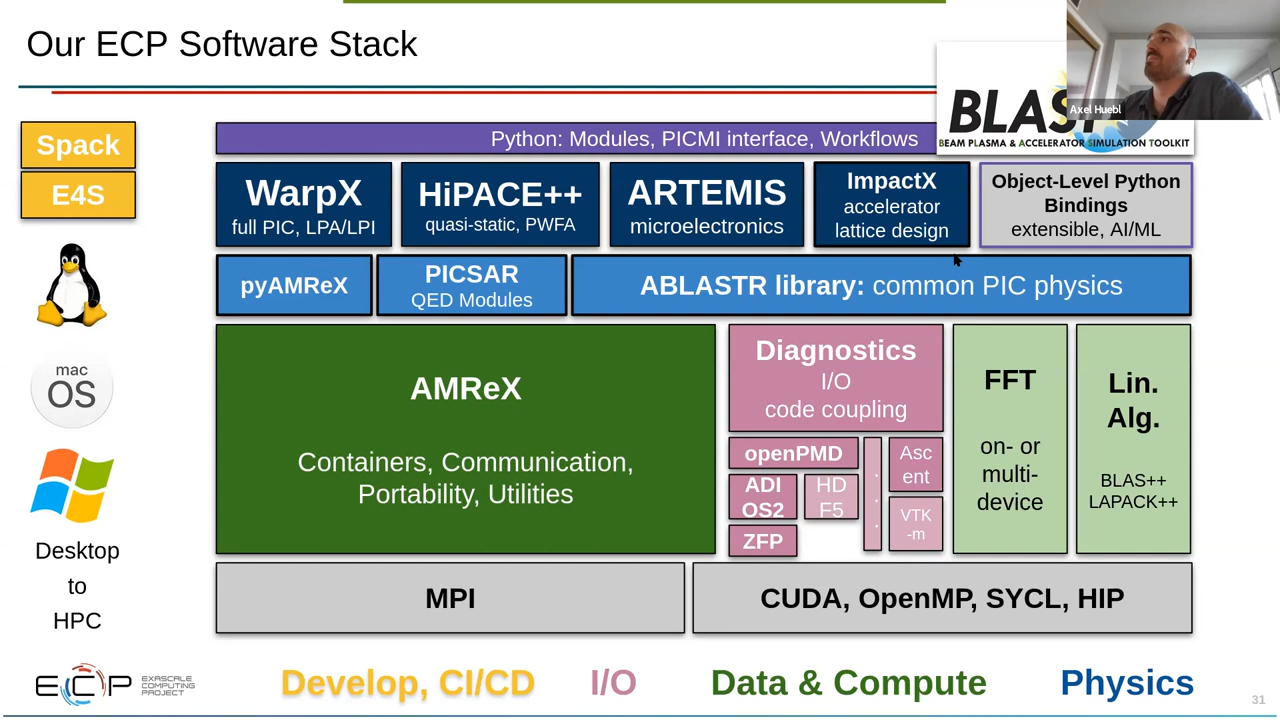 Our ECP Software Stack
Axel Huebl
BEAM PLASMA & ACCELERATOR SIMULATION TOOLKIT
Spack
E4S
mac
OS
Desktop
to
HPC
Python: Modules, PICMI interface, Workflows
WarpX
full PIC, LPA/LPI
HiPACE++
quasi-static, PWFA
ARTEMIS
microelectronics
ImpactX
accelerator
lattice design
Object-Level Python
Bindings
extensible, AI/ML
pyAMReX
PICSAR
QED Modules
ABLASTR library: common PIC physics
AMReX
Containers, Communication,
Portability, Utilities
Diagnostics
I/O
code coupling
openPMD
ADI
OS2
HD
F5
ZFP
.
.
.
Asc
ent
VTK
-m
FFT
on- or
multi-
device
Lin.
Alg.
BLAS++
LAPACK++
MPI
CUDA, OpenMP, SYCL, HIP
ECP
EXASCALE
COMPUTING
PROJECT
Develop, CI/CD
I/O
Data & Compute
Physics
31